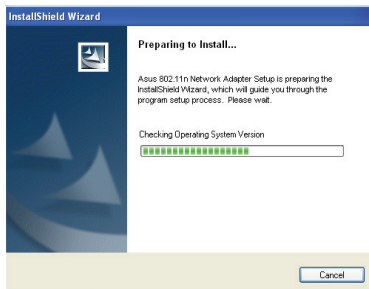 InstallShield Wizard
Preparing to Install...
Asus 802.11n Network Adapter Setup is preparing the
InstallShield Wizard, which will guide you through the
program setup process. Please wait.
Checking Operating System Version
Cancel